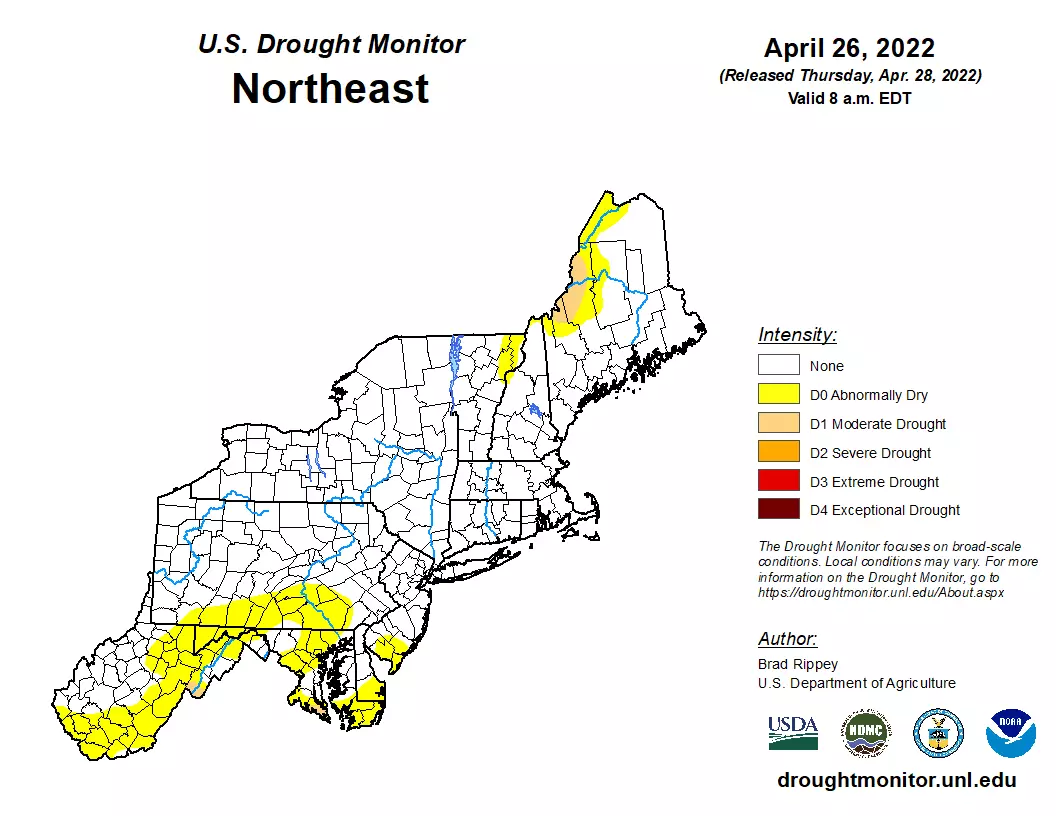 U.S. Drought Monitor
Northeast
April 26, 2022
(Released Thursday, Apr. 28, 2022)
Valid 8 a.m. EDT
Intensity:
None
D0 Abnormally Dry
D1 Moderate Drought
D2 Severe Drought
D3 Extreme Drought
D4 Exceptional Drought
The Drought Monitor focuses on broad-scale
conditions. Local conditions may vary. For more
information on the Drought Monitor, go to
https://droughtmonitor.unl.edu/About.aspx
Author:
Brad Rippey
U.S. Department of Agriculture
USDA
NDMC
NOAA
droughtmonitor.unl.edu